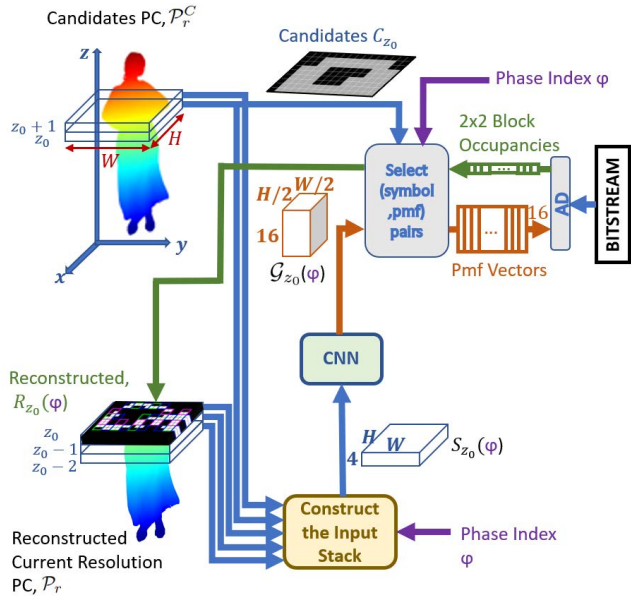 Candidates PC, 𝒫_r^C
z
z₀ + 1
z₀
W
H
y
x
Candidates C_{z₀}
Phase Index φ
2x2 Block
Occupancies
...
Select
(symbol
,pmf)
pairs
H/2
W/2
16
𝒢_{z₀}(φ)
...
16
Pmf Vectors
AD
BITSTREAM
CNN
Reconstructed,
R_{z₀}(φ)
z₀
z₀ − 1
z₀ − 2
H
W
4
S_{z₀}(φ)
Construct
the Input
Stack
Phase Index
φ
Reconstructed
Current Resolution
PC, 𝒫_r